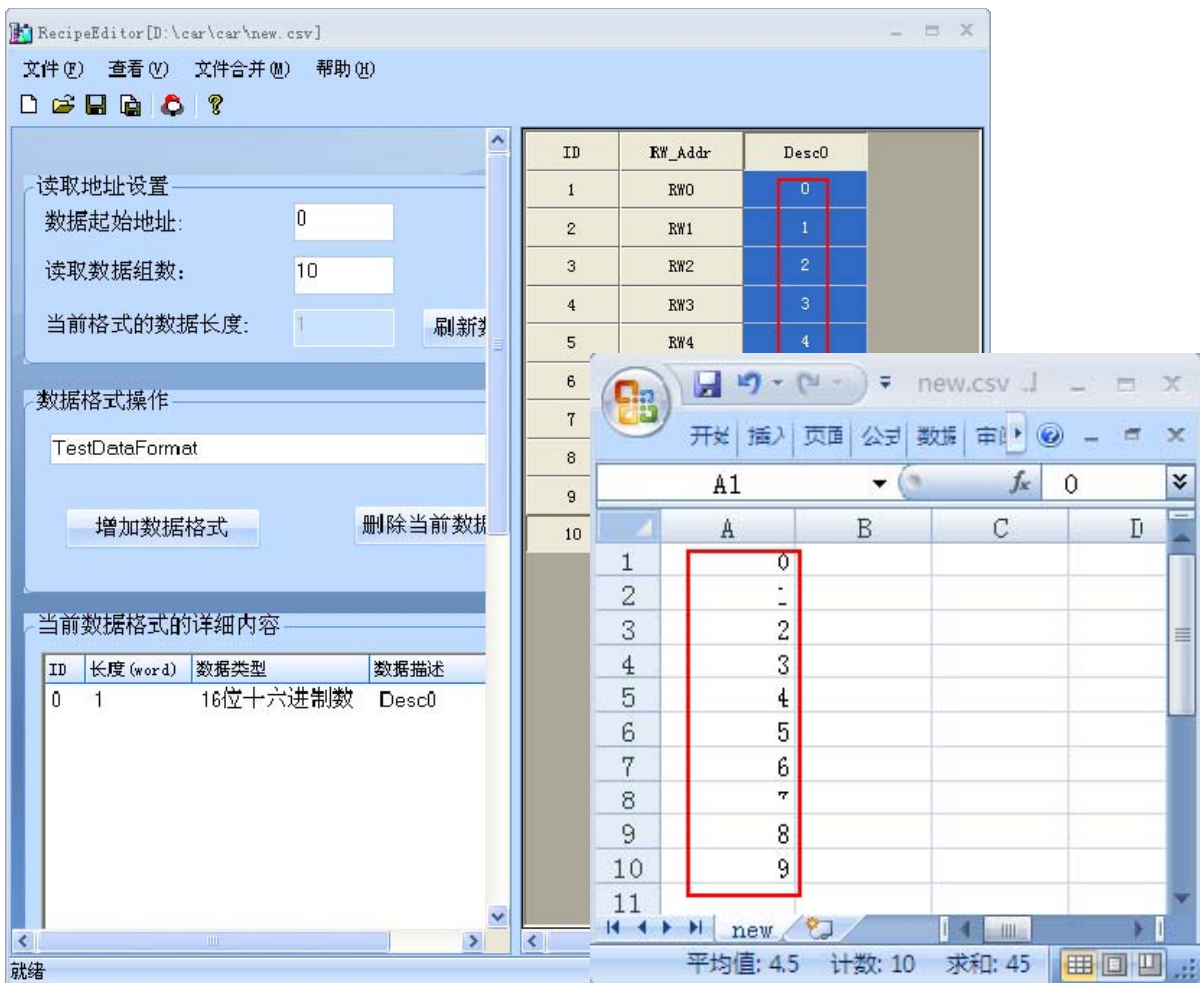 RecipeEditor[D:\car\car\new.csv]
文件(F) 查看(V) 文件合并(M) 帮助(H)
读取地址设置
数据起始地址: 0
读取数据组数: 10
当前格式的数据长度: 1
刷新
数据格式操作
TestDataFormat
增加数据格式 删除当前数据
当前数据格式的详细内容
ID 长度(word) 数据类型 数据描述
0 1 16位十六进制数 Desc0
就绪
ID RW_Addr Desc0
1 RW0 0
2 RW1 1
3 RW2 2
4 RW3 3
5 RW4 4
6
7
8
9
10
new.csv
开始 插入 页面 公式 数据 审
A1 fx 0
A B C D
1 0
2
3 2
4 3
5 4
6 5
7 6
8 7
9 8
10 9
11
new
平均值: 4.5 计数: 10 求和: 45